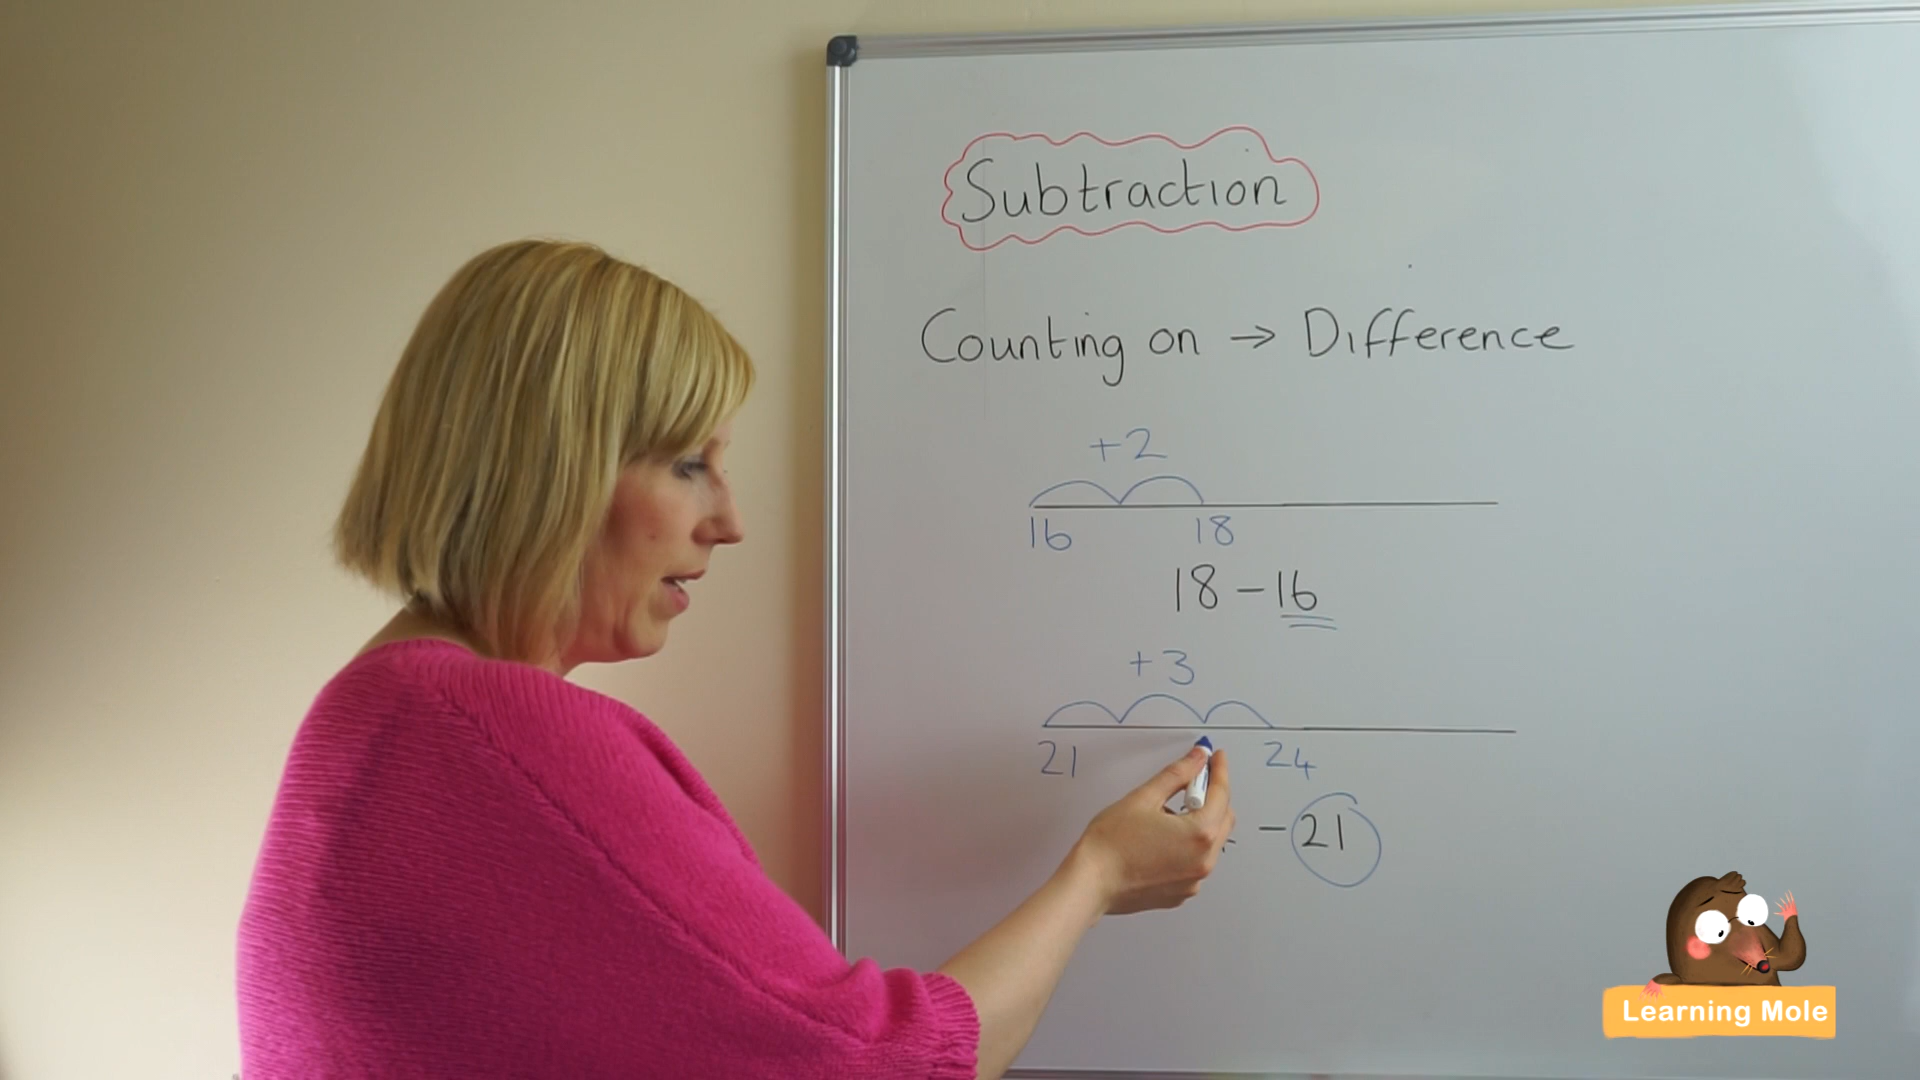 Subtraction
Counting on → Difference
+2
16 18
18 - 16
+3
21 24
- 21
Learning Mole